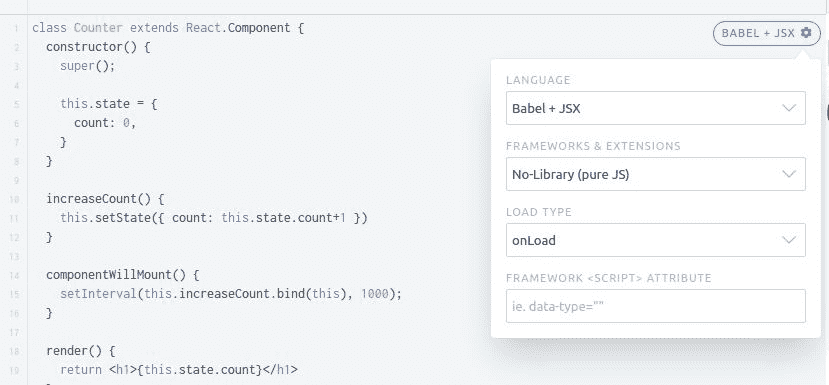 1 class Counter extends React.Component {
2 constructor() {
3 super();
4
5 this.state = {
6 count: 0,
7 }
8 }
9
10 increaseCount() {
11 this.setState({ count: this.state.count+1 })
12 }
13
14 componentWillMount() {
15 setInterval(this.increaseCount.bind(this), 1000);
16 }
17
18 render() {
19 return <h1>{this.state.count}</h1>
BABEL + JSX
LANGUAGE
Babel + JSX
FRAMEWORKS & EXTENSIONS
No-Library (pure JS)
LOAD TYPE
onLoad
FRAMEWORK <SCRIPT> ATTRIBUTE
ie. data-type=""